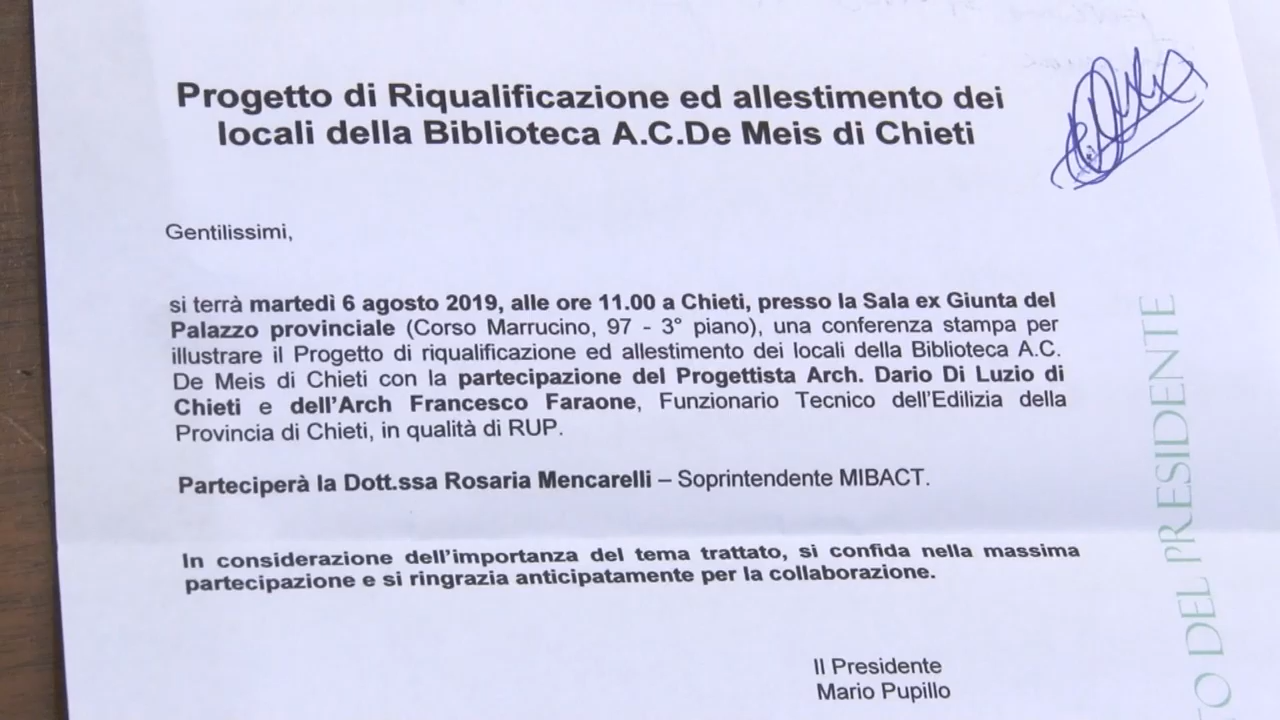 Progetto di Riqualificazione ed allestimento dei
locali della Biblioteca A.C.De Meis di Chieti
Gentilissimi,
si terrà martedì 6 agosto 2019, alle ore 11.00 a Chieti, presso la Sala ex Giunta del
Palazzo provinciale (Corso Marrucino, 97 - 3° piano), una conferenza stampa per
illustrare il Progetto di riqualificazione ed allestimento dei locali della Biblioteca A.C.
De Meis di Chieti con la partecipazione del Progettista Arch. Dario Di Luzio di
Chieti e dell'Arch Francesco Faraone, Funzionario Tecnico dell'Edilizia della
Provincia di Chieti, in qualità di RUP.
Parteciperà la Dott.ssa Rosaria Mencarelli – Soprintendente MIBACT.
In considerazione dell'importanza del tema trattato, si confida nella massima
partecipazione e si ringrazia anticipatamente per la collaborazione.
Il Presidente
Mario Pupillo
TO DEL PRESIDENTE